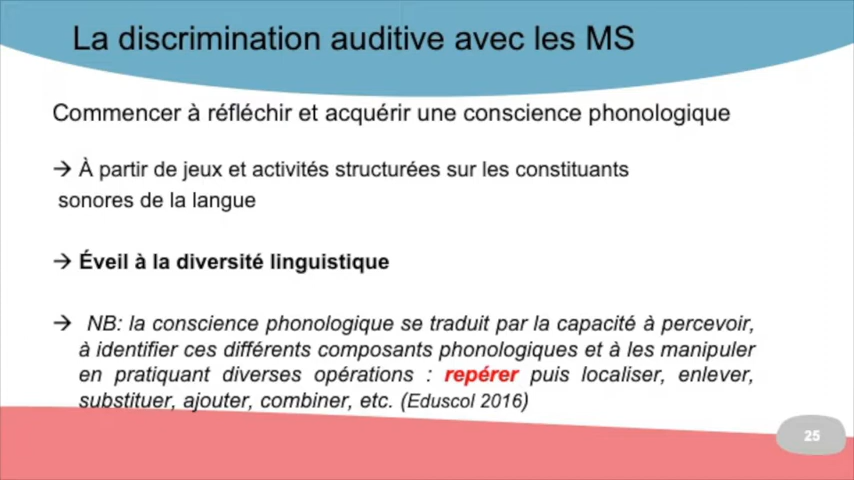 La discrimination auditive avec les MS
Commencer à réfléchir et acquérir une conscience phonologique
→ À partir de jeux et activités structurées sur les constituants
sonores de la langue
→ Éveil à la diversité linguistique
→ NB: la conscience phonologique se traduit par la capacité à percevoir,
à identifier ces différents composants phonologiques et à les manipuler
en pratiquant diverses opérations : repérer puis localiser, enlever,
substituer, ajouter, combiner, etc. (Eduscol 2016)
25